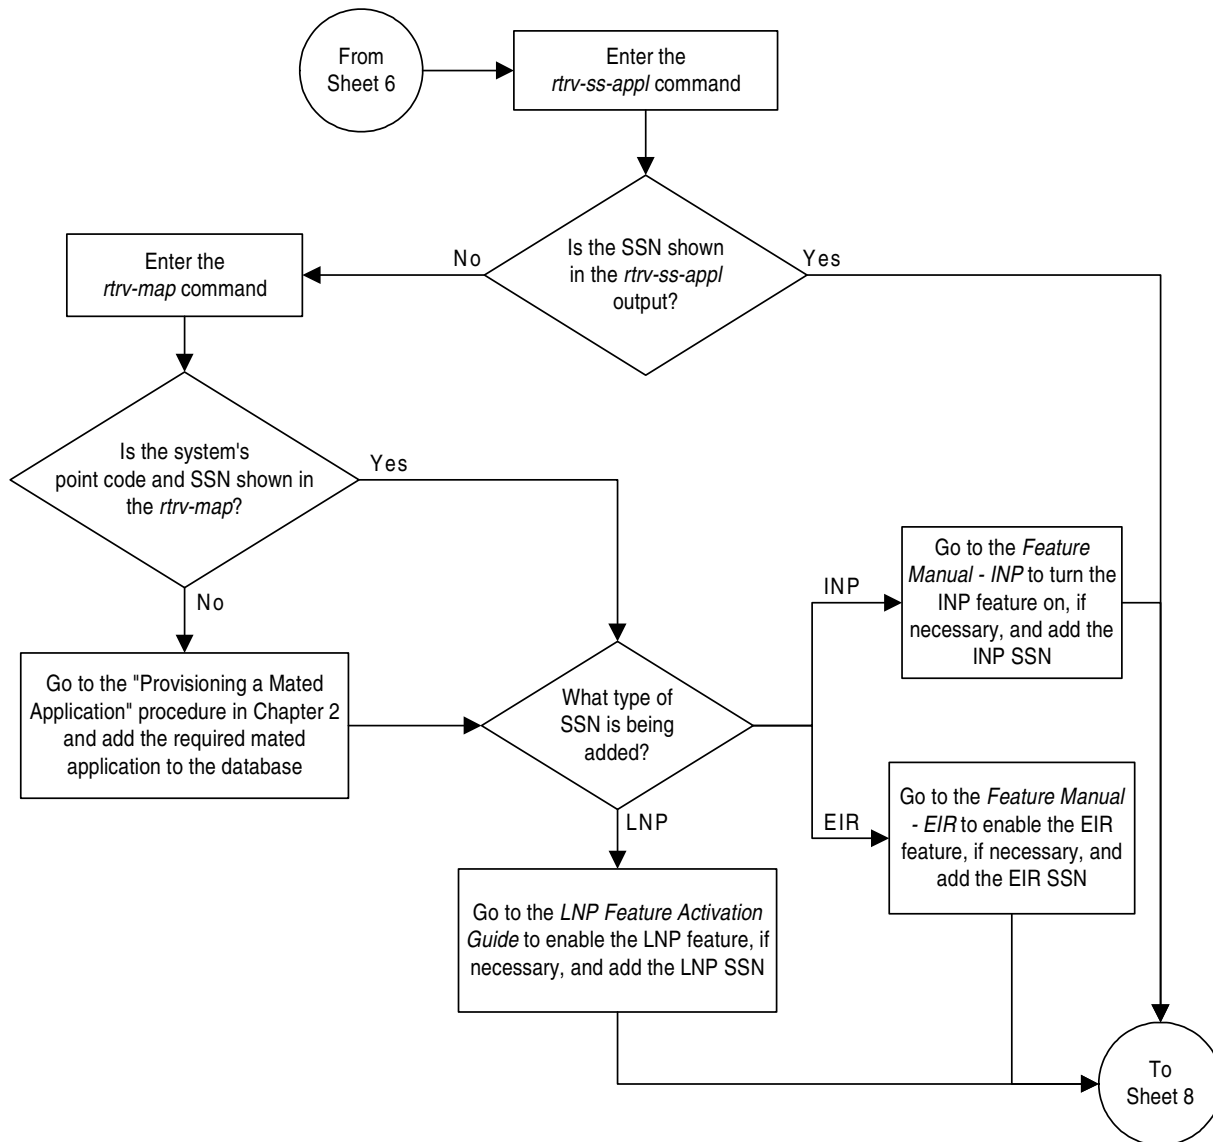 From
Sheet 6
Enter the
rtrv-ss-appl command
Is the SSN shown
in the rtrv-ss-appl
output?
No
Yes
Enter the
rtrv-map command
Is the system's
point code and SSN shown in
the rtrv-map?
Yes
No
Go to the "Provisioning a Mated
Application" procedure in Chapter 2
and add the required mated
application to the database
What type of
SSN is being
added?
INP
Go to the Feature
Manual - INP to turn the
INP feature on, if
necessary, and add the
INP SSN
EIR
Go to the Feature Manual
- EIR to enable the EIR
feature, if necessary, and
add the EIR SSN
LNP
Go to the LNP Feature Activation
Guide to enable the LNP feature, if
necessary, and add the LNP SSN
To
Sheet 8